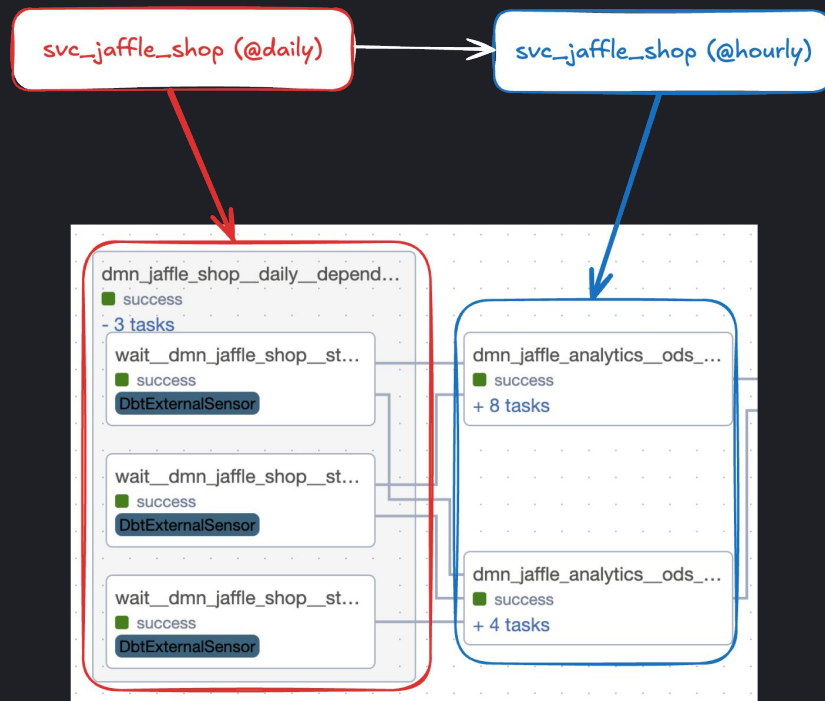 svc_jaffle_shop (@daily)
svc_jaffle_shop (@hourly)
dmn_jaffle_shop__daily__depend...
success
- 3 tasks
wait__dmn_jaffle_shop__st...
success
DbtExternalSensor
wait__dmn_jaffle_shop__st...
success
DbtExternalSensor
wait__dmn_jaffle_shop__st...
success
DbtExternalSensor
dmn_jaffle_analytics__ods_...
success
+ 8 tasks
dmn_jaffle_analytics__ods_...
success
+ 4 tasks